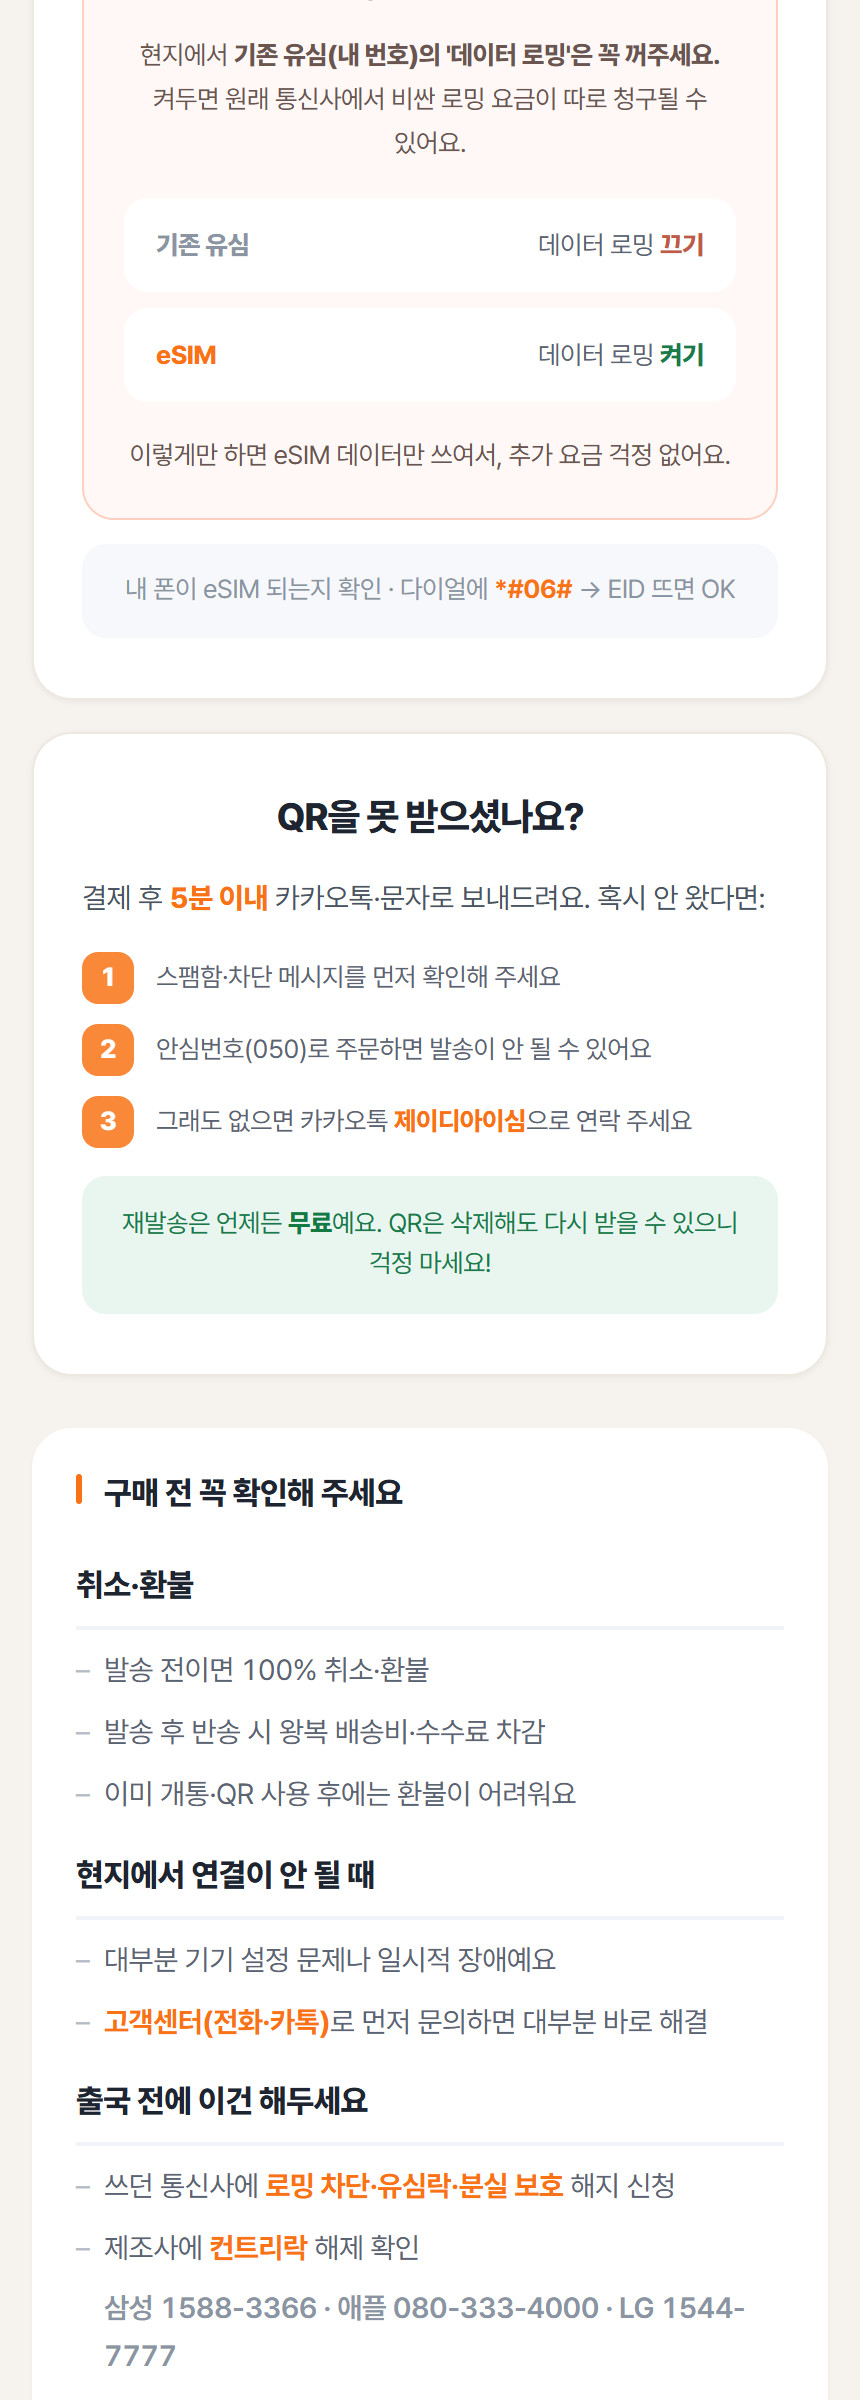 현지에서 기존 유심(내 번호)의 '데이터 로밍'은 꼭 꺼주세요.
켜두면 원래 통신사에서 비싼 로밍 요금이 따로 청구될 수
있어요.
기존 유심 데이터 로밍 끄기
eSIM 데이터 로밍 켜기
이렇게만 하면 eSIM 데이터만 쓰여서, 추가 요금 걱정 없어요.
내 폰이 eSIM 되는지 확인 · 다이얼에 *#06# → EID 뜨면 OK
QR을 못 받으셨나요?
결제 후 5분 이내 카카오톡·문자로 보내드려요. 혹시 안 왔다면:
1 스팸함·차단 메시지를 먼저 확인해 주세요
2 안심번호(050)로 주문하면 발송이 안 될 수 있어요
3 그래도 없으면 카카오톡 제이디아이심으로 연락 주세요
재발송은 언제든 무료예요. QR은 삭제해도 다시 받을 수 있으니
걱정 마세요!
구매 전 꼭 확인해 주세요
취소·환불
– 발송 전이면 100% 취소·환불
– 발송 후 반송 시 왕복 배송비·수수료 차감
– 이미 개통·QR 사용 후에는 환불이 어려워요
현지에서 연결이 안 될 때
– 대부분 기기 설정 문제나 일시적 장애예요
– 고객센터(전화·카톡)로 먼저 문의하면 대부분 바로 해결
출국 전에 이건 해두세요
– 쓰던 통신사에 로밍 차단·유심락·분실 보호 해지 신청
– 제조사에 컨트리락 해제 확인
삼성 1588-3366 · 애플 080-333-4000 · LG 1544-
7777